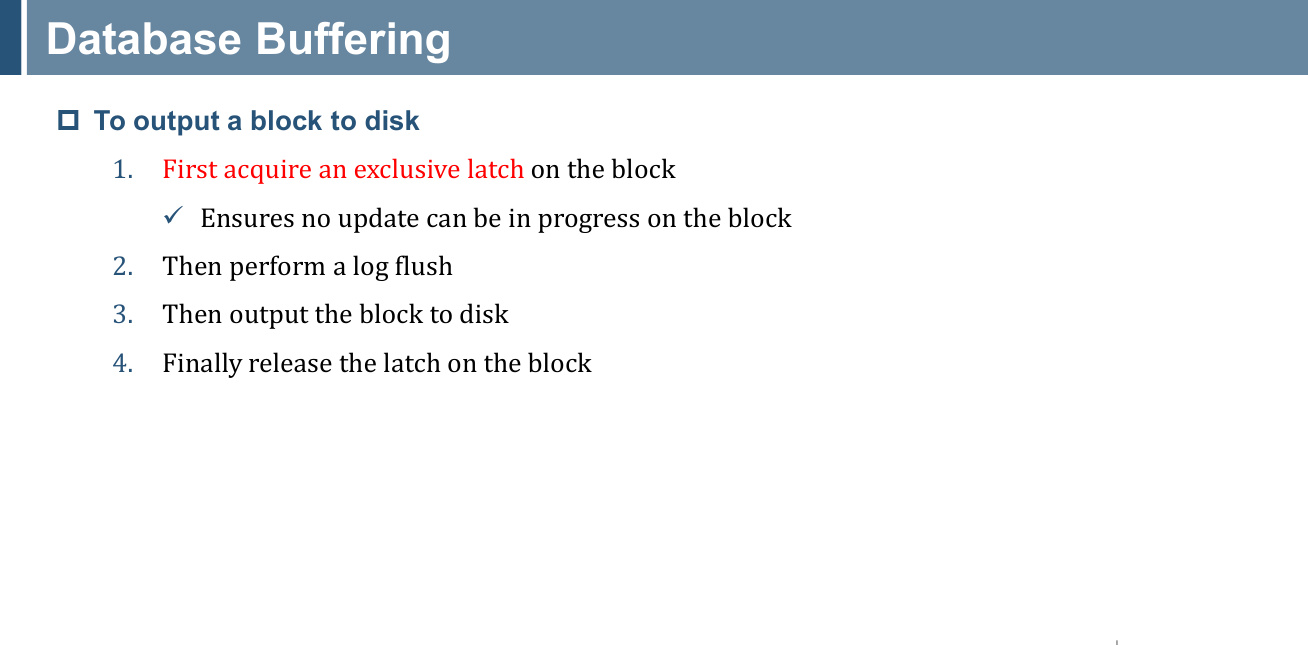 Database Buffering
To output a block to disk
1. First acquire an exclusive latch on the block
✓ Ensures no update can be in progress on the block
2. Then perform a log flush
3. Then output the block to disk
4. Finally release the latch on the block